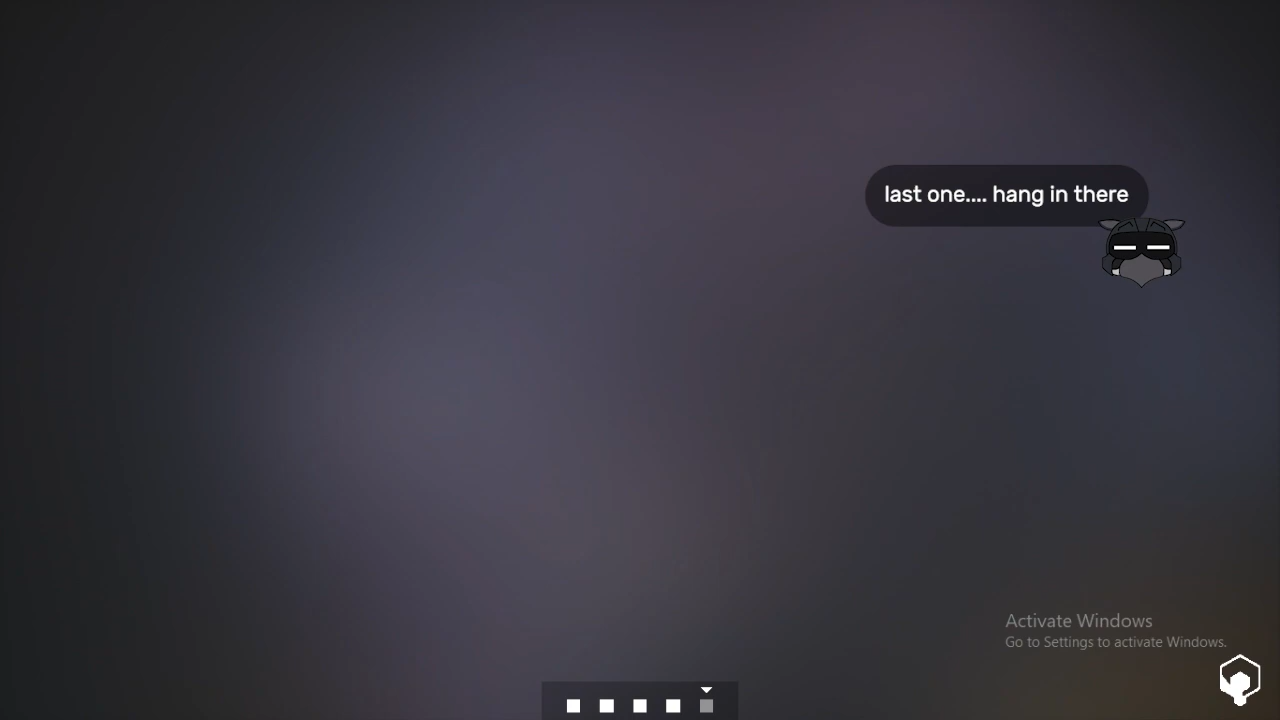 last one.... hang in there
Activate Windows
Go to Settings to activate Windows.